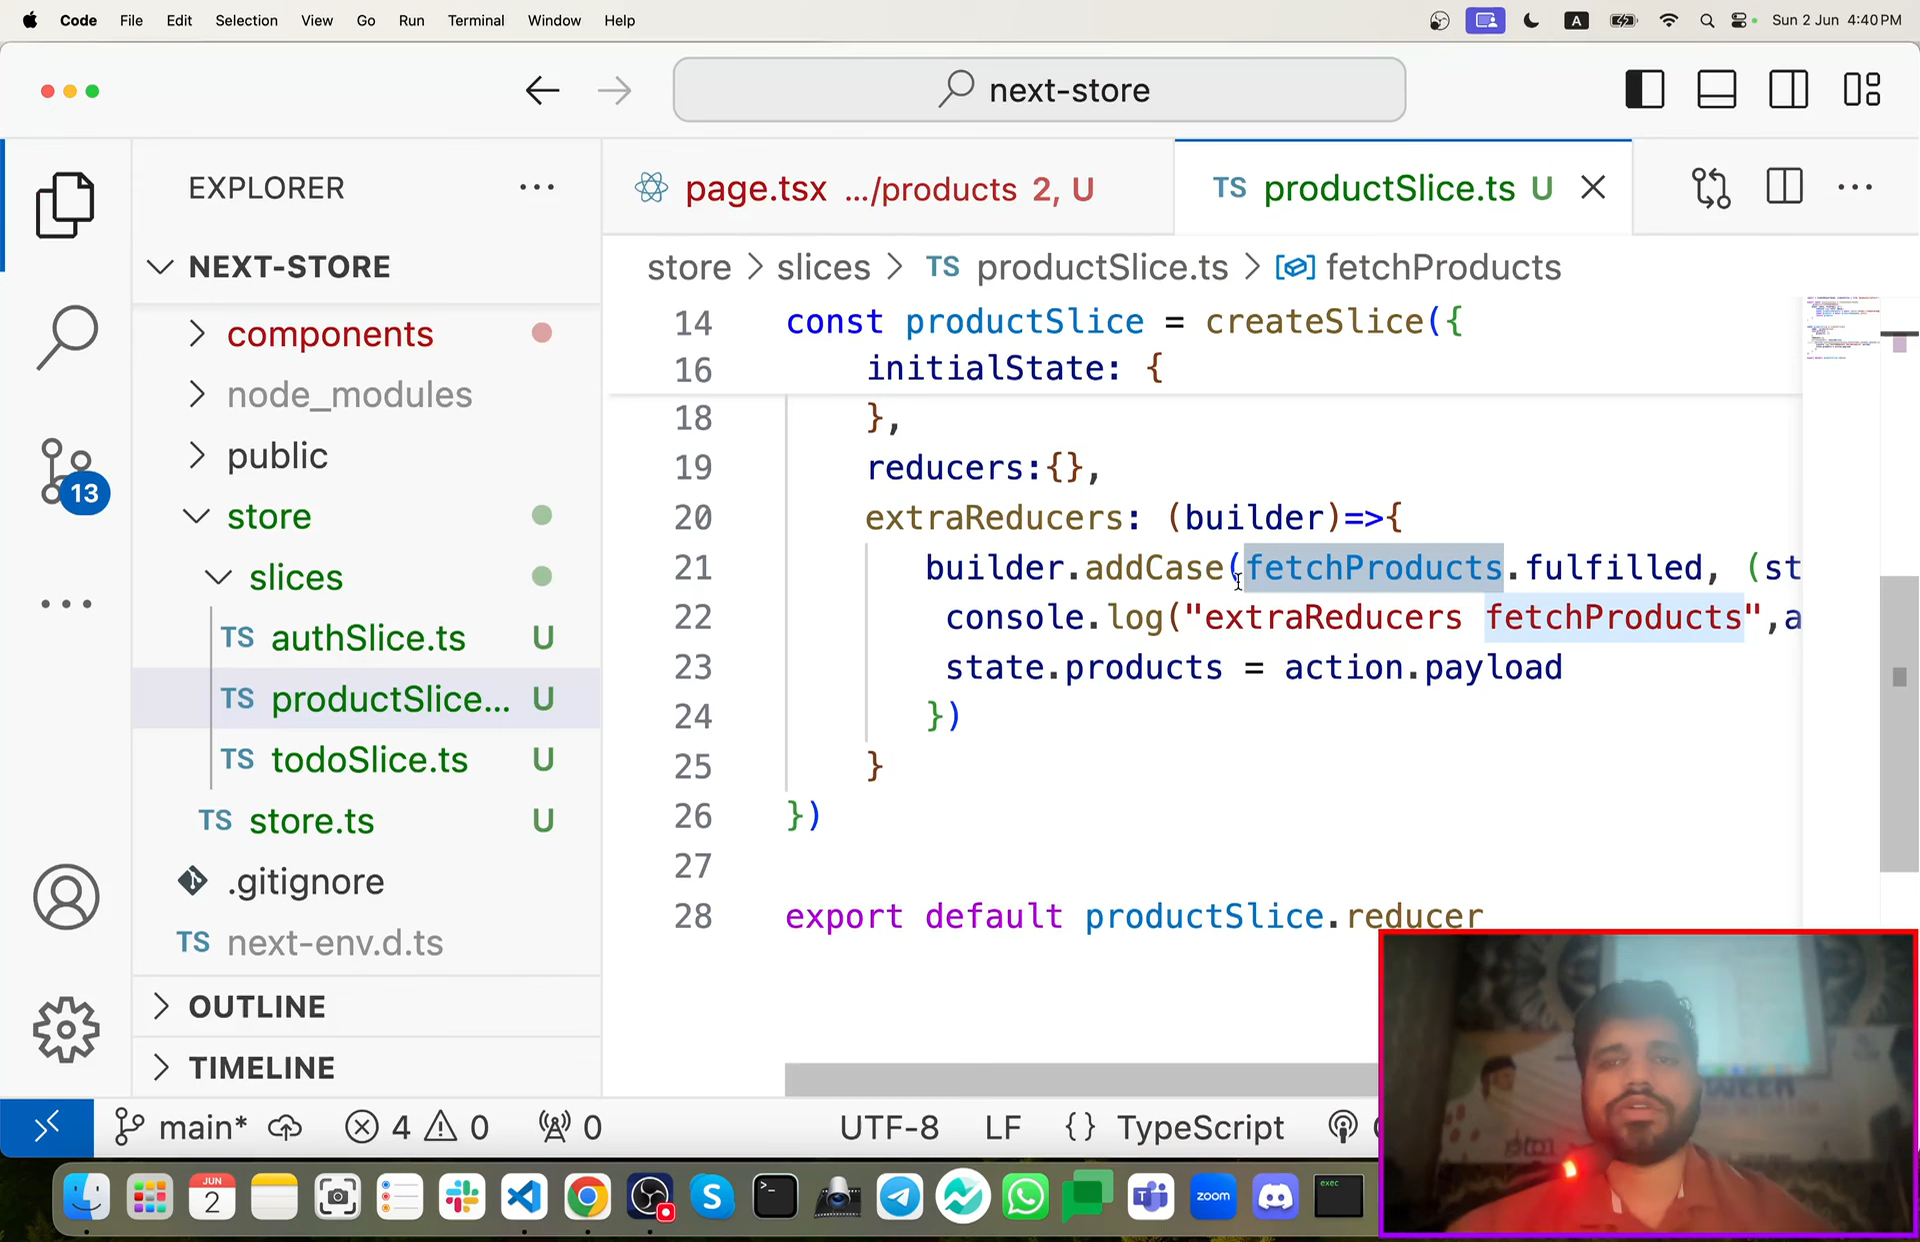 Code File Edit Selection View Go Run Terminal Window Help
A Sun 2 Jun 4:40 PM
next-store
EXPLORER
page.tsx .../products 2, U
TS productSlice.ts U
NEXT-STORE
store > slices > TS productSlice.ts > fetchProducts
components
node_modules
public
store
slices
TS authSlice.ts U
TS productSlice... U
TS todoSlice.ts U
TS store.ts U
.gitignore
TS next-env.d.ts
OUTLINE
TIMELINE
13
14 const productSlice = createSlice({
16 initialState: {
18 },
19 reducers:{},
20 extraReducers: (builder)=>{
21 builder.addCase(fetchProducts.fulfilled, (st
22 console.log("extraReducers fetchProducts",a
23 state.products = action.payload
24 })
25 }
26 })
27
28 export default productSlice.reducer
main* 4 0 0 UTF-8 LF {} TypeScript
JUN
2
S
zoom
exec